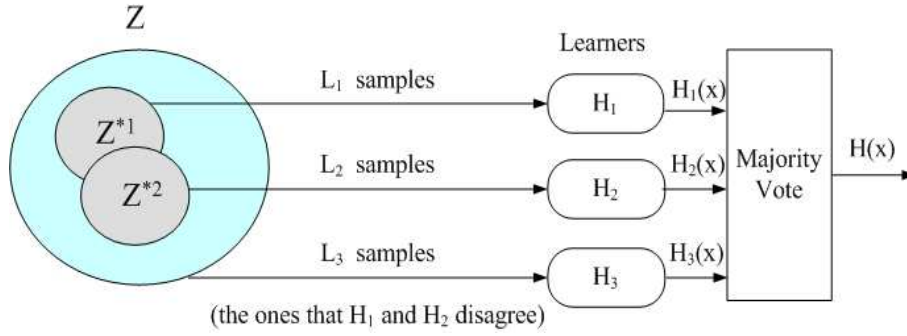 Z
Z*1
Z*2
L1 samples
L2 samples
L3 samples
(the ones that H1 and H2 disagree)
Learners
H1
H2
H3
H1(x)
H2(x)
H3(x)
Majority
Vote
H(x)